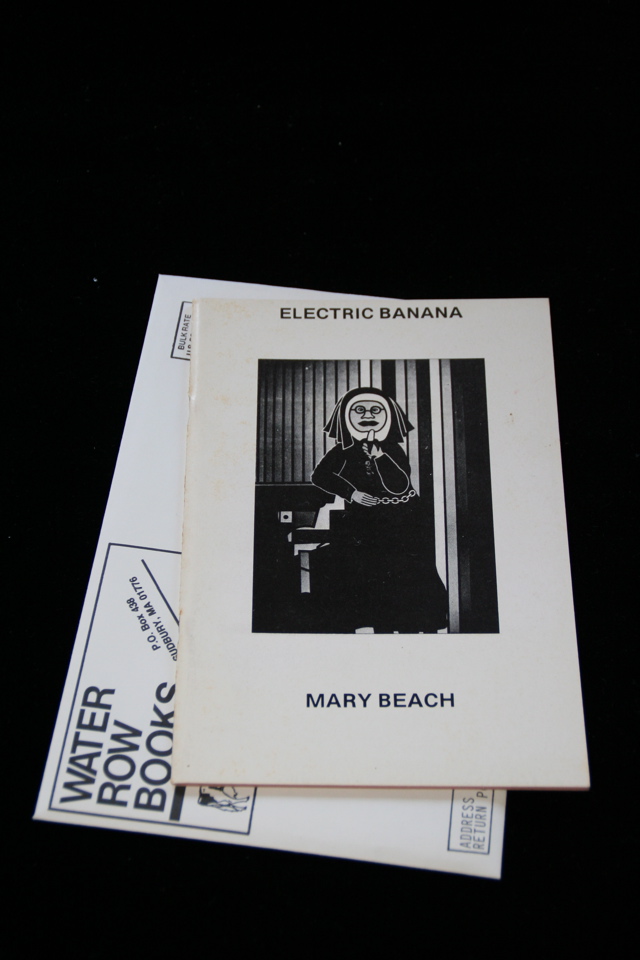 ELECTRIC BANANA
MARY BEACH
BULK RATE
P.O. Box 438
SUDBURY, MA 01776
WATER
ROW
BOOKS
ADDRESS
RETURN P